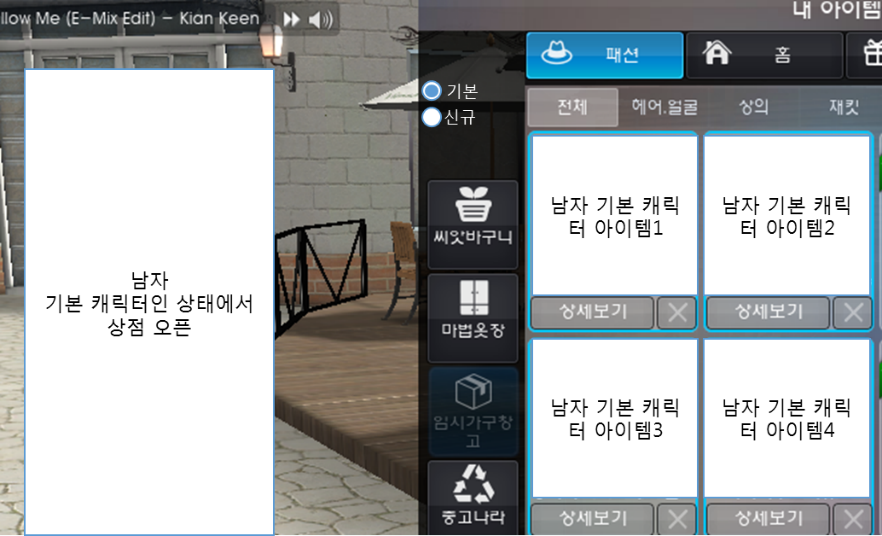 llow Me (E-Mix Edit) - Kian Keen
내 아이템
패션
홈
기본
신규
전체
헤어.얼굴
상의
재킷
씨앗바구니
마법옷장
임시가구창
고
중고나라
남자
기본 캐릭터인 상태에서
상점 오픈
남자 기본 캐릭
터 아이템1
남자 기본 캐릭
터 아이템2
상세보기
상세보기
남자 기본 캐릭
터 아이템3
남자 기본 캐릭
터 아이템4
상세보기
상세보기